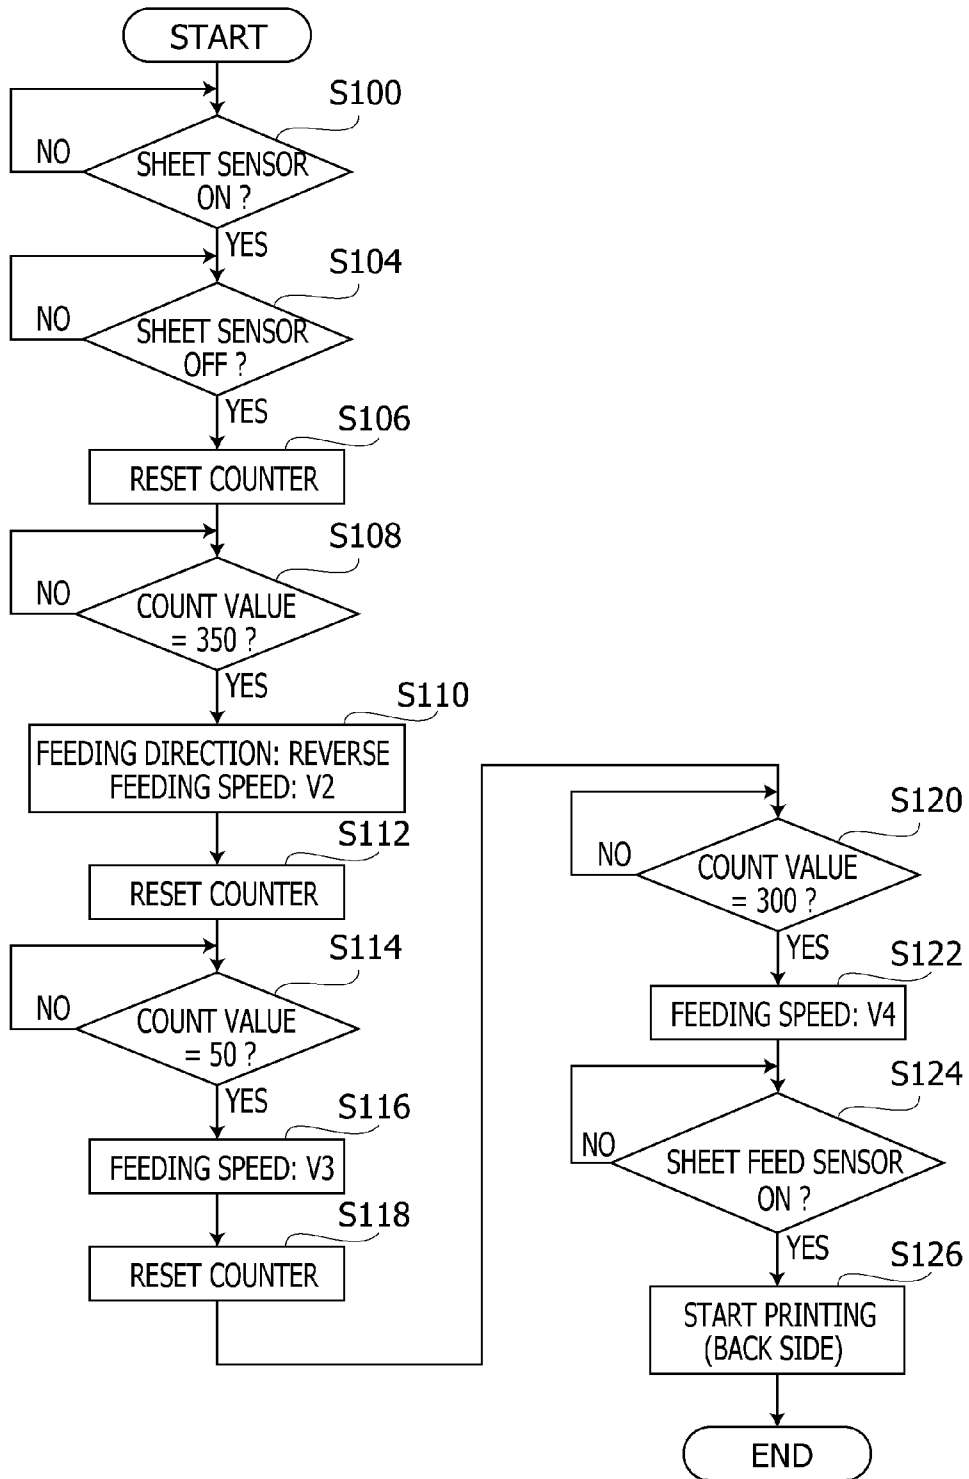 START
S100
NO
SHEET SENSOR
ON ?
YES
S104
NO
SHEET SENSOR
OFF ?
YES
S106
RESET COUNTER
S108
NO
COUNT VALUE
= 350 ?
YES
S110
FEEDING DIRECTION: REVERSE
FEEDING SPEED: V2
S112
RESET COUNTER
S114
NO
COUNT VALUE
= 50 ?
YES
S116
FEEDING SPEED: V3
S118
RESET COUNTER
S120
NO
COUNT VALUE
= 300 ?
YES
S122
FEEDING SPEED: V4
S124
NO
SHEET FEED SENSOR
ON ?
YES
S126
START PRINTING
(BACK SIDE)
END